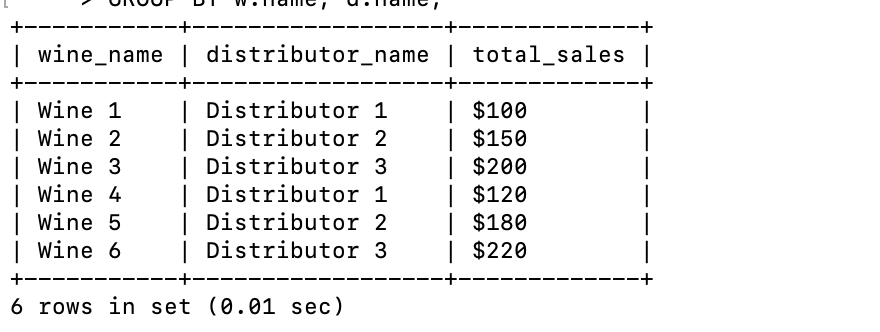 > GROUP BY w.name, d.name;
+------------+-------------------+-------------+
| wine_name | distributor_name | total_sales |
+------------+-------------------+-------------+
| Wine 1 | Distributor 1 | $100 |
| Wine 2 | Distributor 2 | $150 |
| Wine 3 | Distributor 3 | $200 |
| Wine 4 | Distributor 1 | $120 |
| Wine 5 | Distributor 2 | $180 |
| Wine 6 | Distributor 3 | $220 |
+------------+-------------------+-------------+
6 rows in set (0.01 sec)